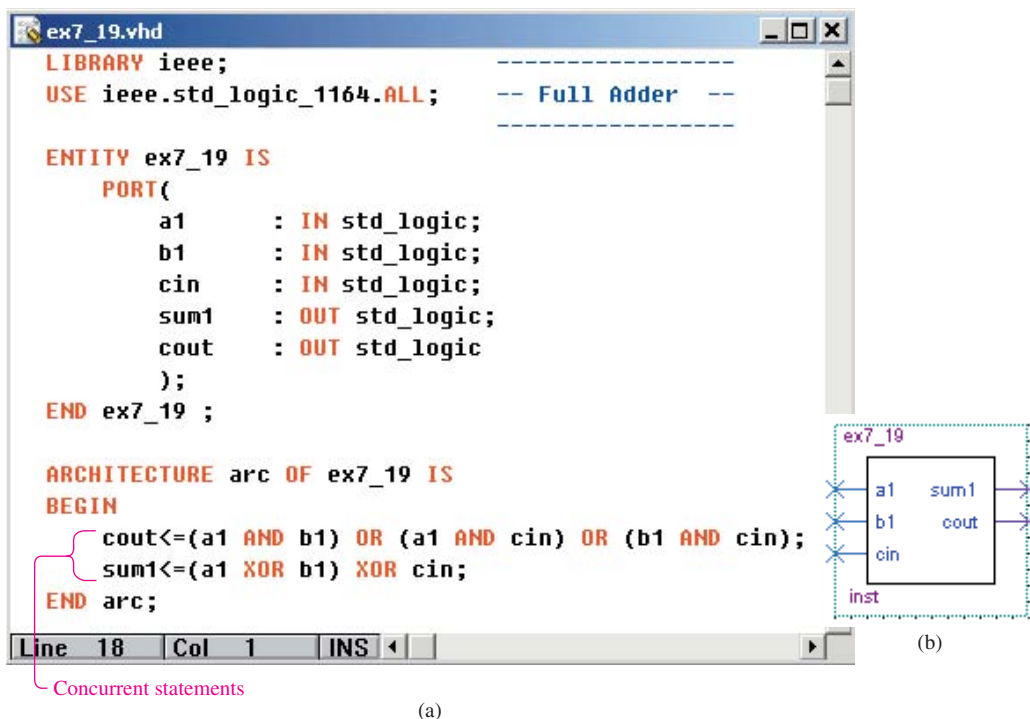 ex7_19.vhd
LIBRARY ieee; ----------------
USE ieee.std_logic_1164.ALL; -- Full Adder --
----------------
ENTITY ex7_19 IS
PORT(
a1 : IN std_logic;
b1 : IN std_logic;
cin : IN std_logic;
sum1 : OUT std_logic;
cout : OUT std_logic
);
END ex7_19 ;
ARCHITECTURE arc OF ex7_19 IS
BEGIN
cout<=(a1 AND b1) OR (a1 AND cin) OR (b1 AND cin);
sum1<=(a1 XOR b1) XOR cin;
END arc;
Line 18 Col 1 INS
Concurrent statements
(a)
ex7_19
a1 sum1
b1 cout
cin
inst
(b)